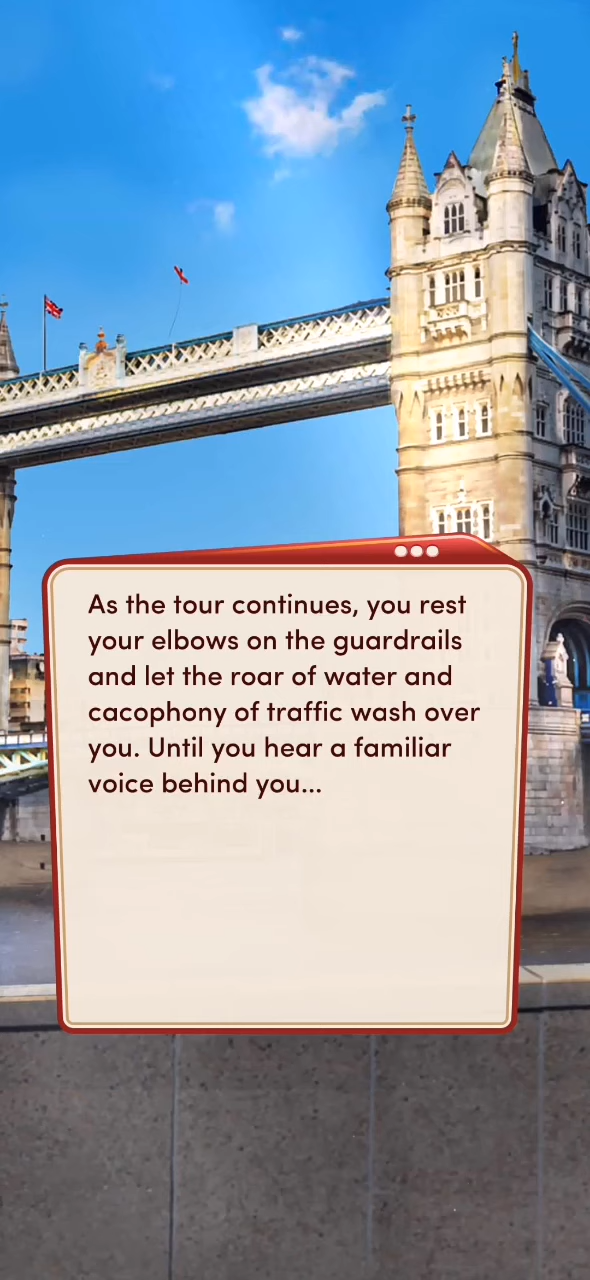 As the tour continues, you rest
your elbows on the guardrails
and let the roar of water and
cacophony of traffic wash over
you. Until you hear a familiar
voice behind you...